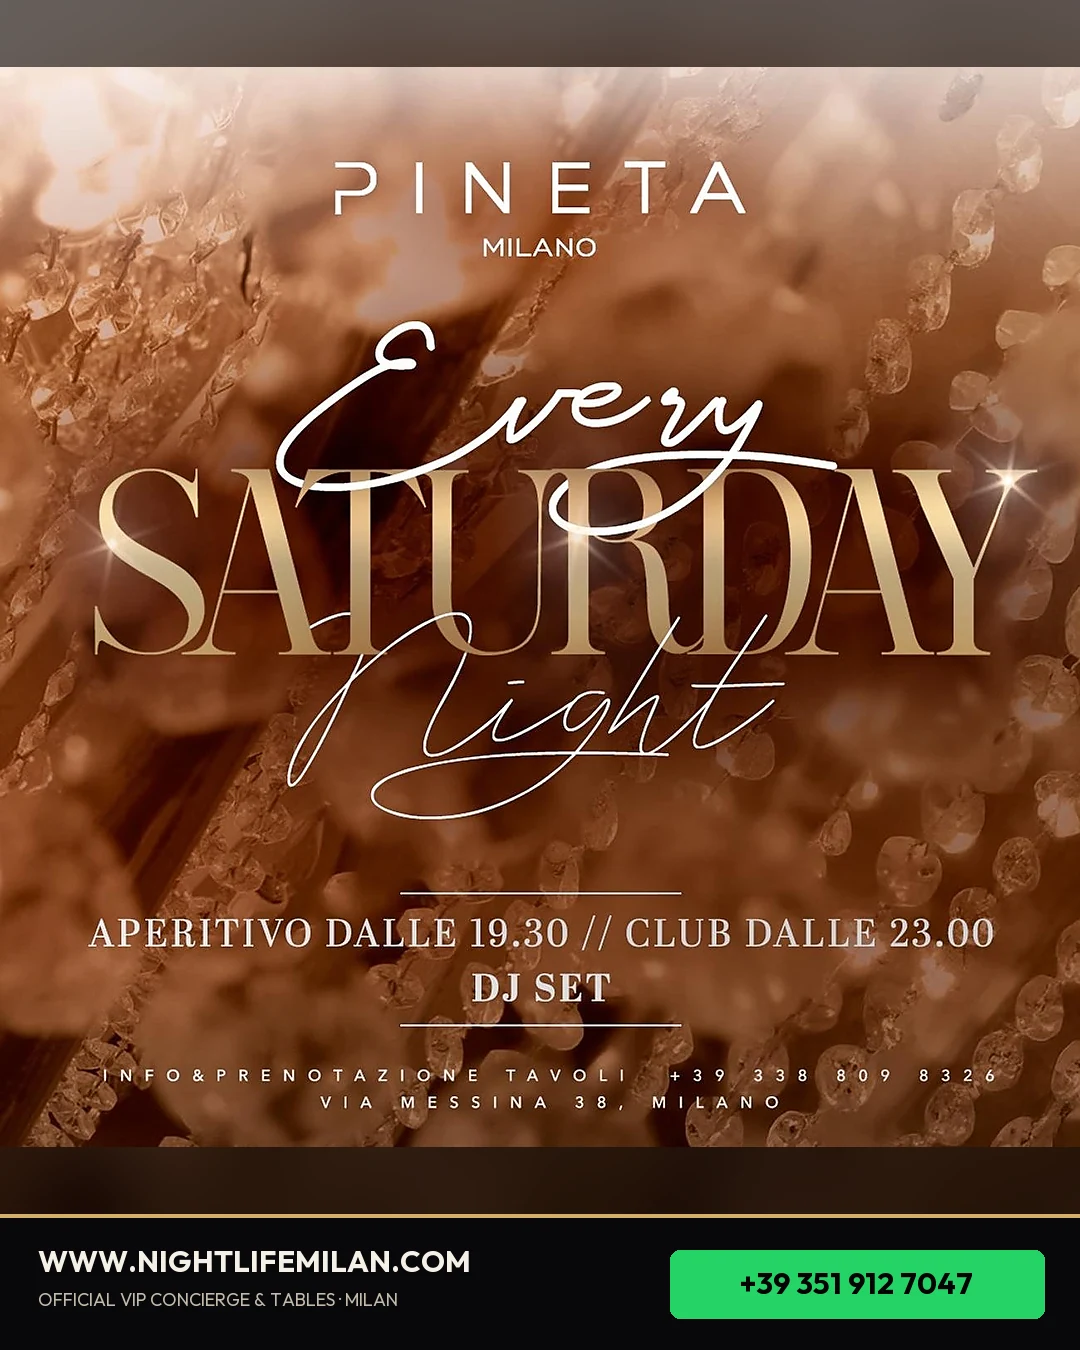 PINETA
MILANO
Every
SATURDAY
Night
APERITIVO DALLE 19.30 // CLUB DALLE 23.00
DJ SET
INFO&PRENOTAZIONE TAVOLI +39 338 809 8326
VIA MESSINA 38, MILANO
WWW.NIGHTLIFEMILAN.COM
OFFICIAL VIP CONCIERGE & TABLES · MILAN
+39 351 912 7047